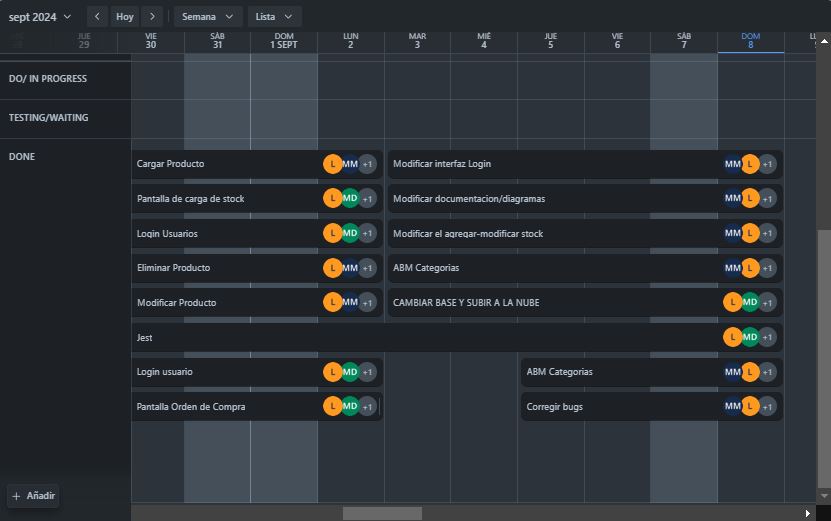 sept 2024
Hoy
Semana
Lista
JUE
29
VIE
30
SÁB
31
DOM
1 SEPT
LUN
2
MAR
3
MIÉ
4
JUE
5
VIE
6
SÁB
7
DOM
8
DO/ IN PROGRESS
TESTING/WAITING
DONE
Cargar Producto L MM +1
Modificar interfaz Login MM L +1
Pantalla de carga de stock L MD +1
Modificar documentacion/diagramas MM L +1
Login Usuarios L MD +1
Modificar el agregar-modificar stock MM L +1
Eliminar Producto L MM +1
ABM Categorias MM L +1
Modificar Producto L MM +1
CAMBIAR BASE Y SUBIR A LA NUBE L MD +1
Jest L MD +1
Login usuario L MD +1
ABM Categorias MM L +1
Pantalla Orden de Compra L MD +1
Corregir bugs MM L +1
+ Añadir